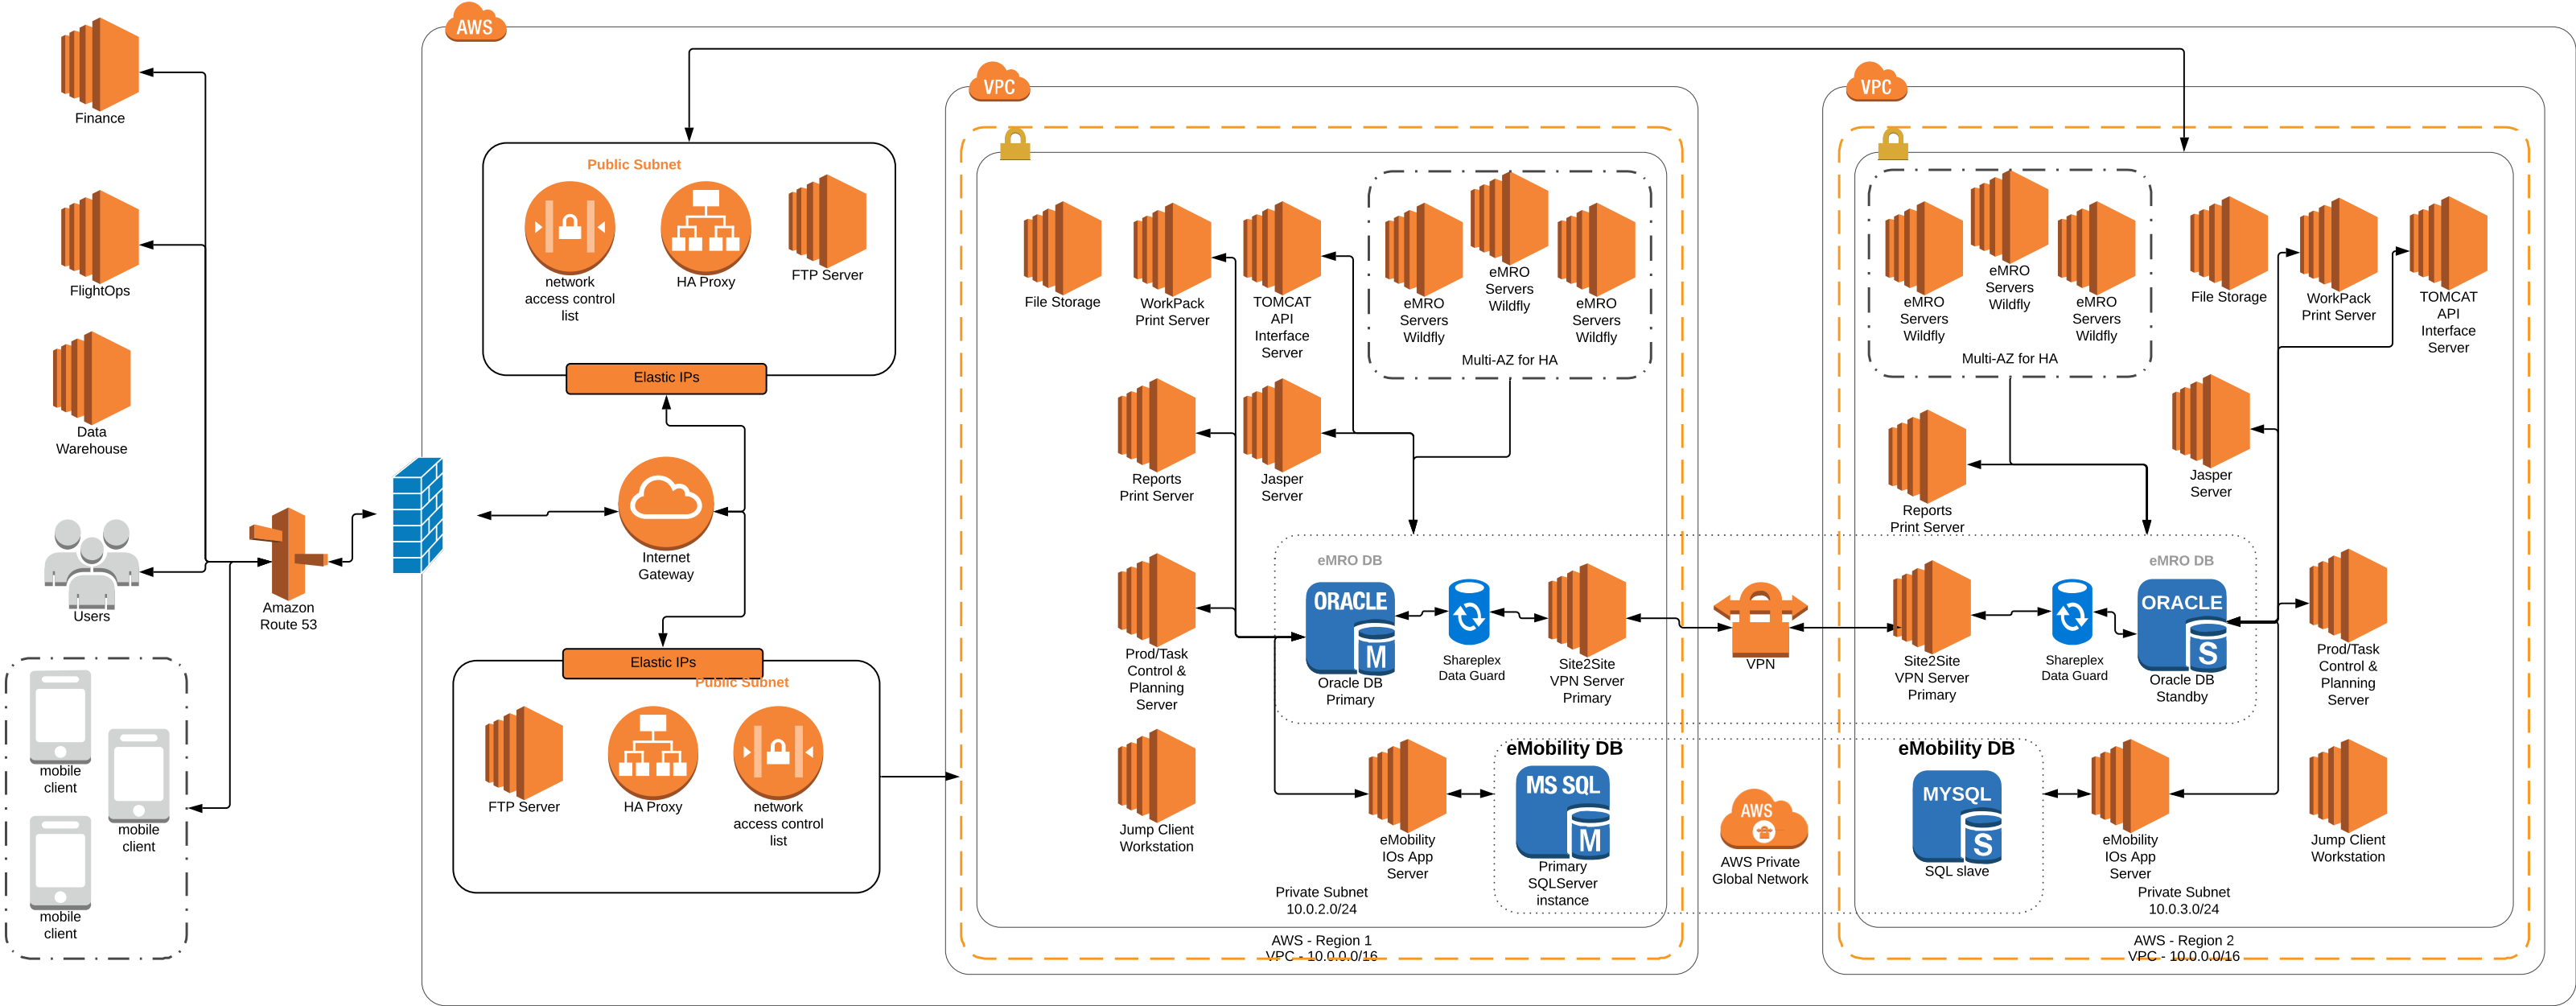 Finance
FlightOps
Data
Warehouse
Users
mobile
client
mobile
client
mobile
client
Amazon
Route 53
AWS
Public Subnet
network
access control
list
HA Proxy
FTP Server
Elastic IPs
Internet
Gateway
Elastic IPs
Public Subnet
FTP Server
HA Proxy
network
access control
list
VPC
File Storage
WorkPack
Print Server
TOMCAT
API
Interface
Server
eMRO
Servers
Wildfly
eMRO
Servers
Wildfly
eMRO
Servers
Wildfly
Multi-AZ for HA
Reports
Print Server
Jasper
Server
Prod/Task
Control &
Planning
Server
eMRO DB
ORACLE
M
Oracle DB
Primary
Shareplex
Data Guard
Site2Site
VPN Server
Primary
Jump Client
Workstation
eMobility
IOs App
Server
eMobility DB
MS SQL
M
Primary
SQLServer
instance
Private Subnet
10.0.2.0/24
AWS - Region 1
VPC - 10.0.0.0/16
VPN
AWS
AWS Private
Global Network
VPC
eMRO
Servers
Wildfly
eMRO
Servers
Wildfly
eMRO
Servers
Wildfly
Multi-AZ for HA
File Storage
WorkPack
Print Server
TOMCAT
API
Interface
Server
Reports
Print Server
Jasper
Server
Site2Site
VPN Server
Primary
Shareplex
Data Guard
eMRO DB
ORACLE
S
Oracle DB
Standby
Prod/Task
Control &
Planning
Server
eMobility DB
MYSQL
S
SQL slave
eMobility
IOs App
Server
Jump Client
Workstation
Private Subnet
10.0.3.0/24
AWS - Region 2
VPC - 10.0.0.0/16